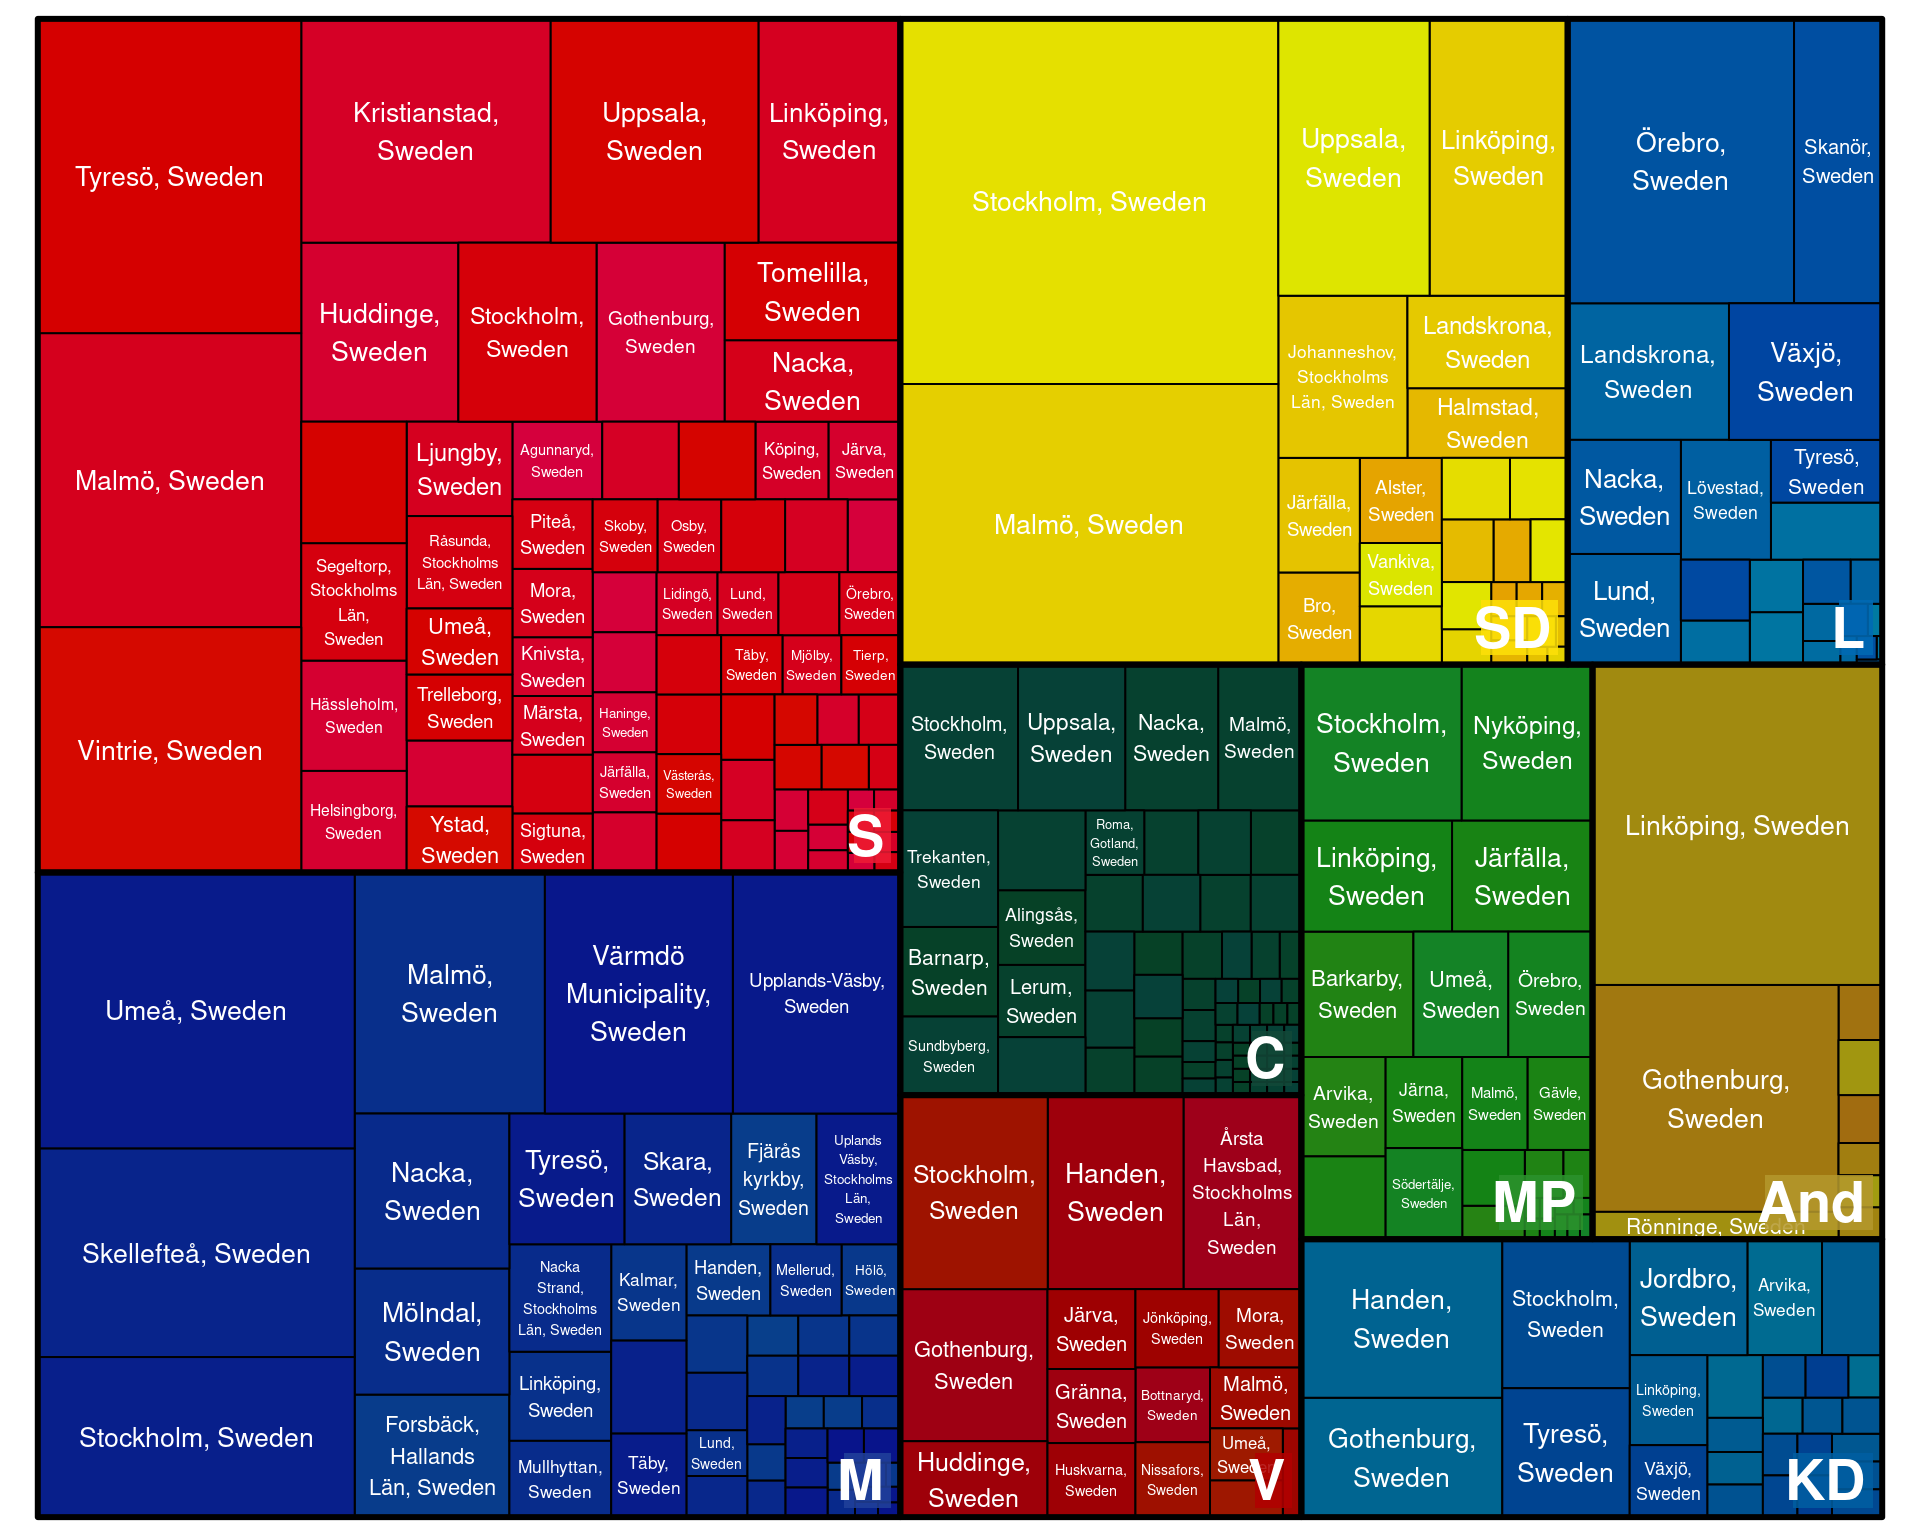 Tyresö, Sweden
Malmö, Sweden
Vintrie, Sweden
Kristianstad,
Sweden
Uppsala,
Sweden
Linköping,
Sweden
Huddinge,
Sweden
Stockholm,
Sweden
Gothenburg,
Sweden
Tomelilla,
Sweden
Nacka,
Sweden
Segeltorp,
Stockholms
Län,
Sweden
Hässleholm,
Sweden
Helsingborg,
Sweden
Ljungby,
Sweden
Råsunda,
Stockholms
Län, Sweden
Umeå,
Sweden
Trelleborg,
Sweden
Ystad,
Sweden
Agunnaryd,
Sweden
Köping,
Sweden
Järva,
Sweden
Piteå,
Sweden
Mora,
Sweden
Knivsta,
Sweden
Märsta,
Sweden
Sigtuna,
Sweden
Skoby,
Sweden
Osby,
Sweden
Lidingö,
Sweden
Lund,
Sweden
Örebro,
Sweden
Täby,
Sweden
Mjölby,
Sweden
Tierp,
Sweden
Haninge,
Sweden
Järfälla,
Sweden
Västerås,
Sweden
S
Umeå, Sweden
Skellefteå, Sweden
Stockholm, Sweden
Malmö,
Sweden
Värmdö
Municipality,
Sweden
Upplands-Väsby,
Sweden
Nacka,
Sweden
Mölndal,
Sweden
Forsbäck,
Hallands
Län, Sweden
Tyresö,
Sweden
Skara,
Sweden
Fjärås
kyrkby,
Sweden
Uplands
Väsby,
Stockholms
Län,
Sweden
Nacka
Strand,
Stockholms
Län, Sweden
Linköping,
Sweden
Mullhyttan,
Sweden
Kalmar,
Sweden
Täby,
Sweden
Handen,
Sweden
Mellerud,
Sweden
Hölö,
Sweden
Lund,
Sweden
M
Stockholm, Sweden
Malmö, Sweden
Uppsala,
Sweden
Linköping,
Sweden
Johanneshov,
Stockholms
Län, Sweden
Landskrona,
Sweden
Halmstad,
Sweden
Järfälla,
Sweden
Bro,
Sweden
Alster,
Sweden
Vankiva,
Sweden
SD
Örebro,
Sweden
Skanör,
Sweden
Landskrona,
Sweden
Växjö,
Sweden
Nacka,
Sweden
Lund,
Sweden
Lövestad,
Sweden
Tyresö,
Sweden
L
Stockholm,
Sweden
Uppsala,
Sweden
Nacka,
Sweden
Malmö,
Sweden
Trekanten,
Sweden
Barnarp,
Sweden
Sundbyberg,
Sweden
Alingsås,
Sweden
Lerum,
Sweden
Roma,
Gotland,
Sweden
C
Stockholm,
Sweden
Handen,
Sweden
Årsta
Havsbad,
Stockholms
Län,
Sweden
Gothenburg,
Sweden
Huddinge,
Sweden
Järva,
Sweden
Gränna,
Sweden
Huskvarna,
Sweden
Jönköping,
Sweden
Mora,
Sweden
Bottnaryd,
Sweden
Nissafors,
Sweden
Malmö,
Sweden
Umeå,
Sweden
V
Stockholm,
Sweden
Nyköping,
Sweden
Linköping,
Sweden
Järfälla,
Sweden
Barkarby,
Sweden
Umeå,
Sweden
Örebro,
Sweden
Arvika,
Sweden
Järna,
Sweden
Södertälje,
Sweden
Malmö,
Sweden
Gävle,
Sweden
MP
Linköping, Sweden
Gothenburg,
Sweden
Rönninge, Sweden
And
Handen,
Sweden
Gothenburg,
Sweden
Stockholm,
Sweden
Tyresö,
Sweden
Jordbro,
Sweden
Arvika,
Sweden
Linköping,
Sweden
Växjö,
Sweden
KD